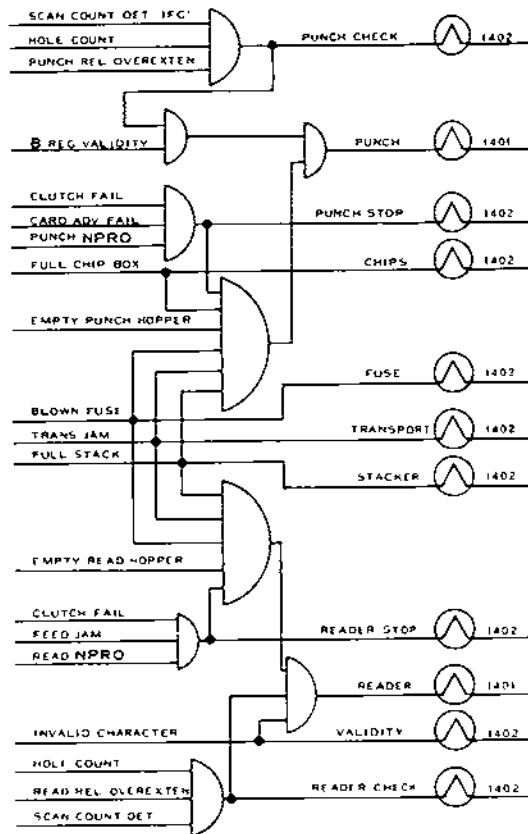 SCAN COUNT DET 'IFC'
HOLE COUNT
PUNCH REL OVEREXTEN
PUNCH CHECK 1402
B REG VALIDITY
PUNCH 1401
CLUTCH FAIL
CARD ADV FAIL
PUNCH NPRO
PUNCH STOP 1402
FULL CHIP BOX
CHIPS 1402
EMPTY PUNCH HOPPER
FUSE 1402
BLOWN FUSE
TRANS JAM
TRANSPORT 1402
FULL STACK
STACKER 1402
EMPTY READ HOPPER
CLUTCH FAIL
FEED JAM
READ NPRO
READER STOP 1402
READER 1401
INVALID CHARACTER
VALIDITY 1402
HOLE COUNT
READ REL OVEREXTEN
READER CHECK 1402
SCAN COUNT DET